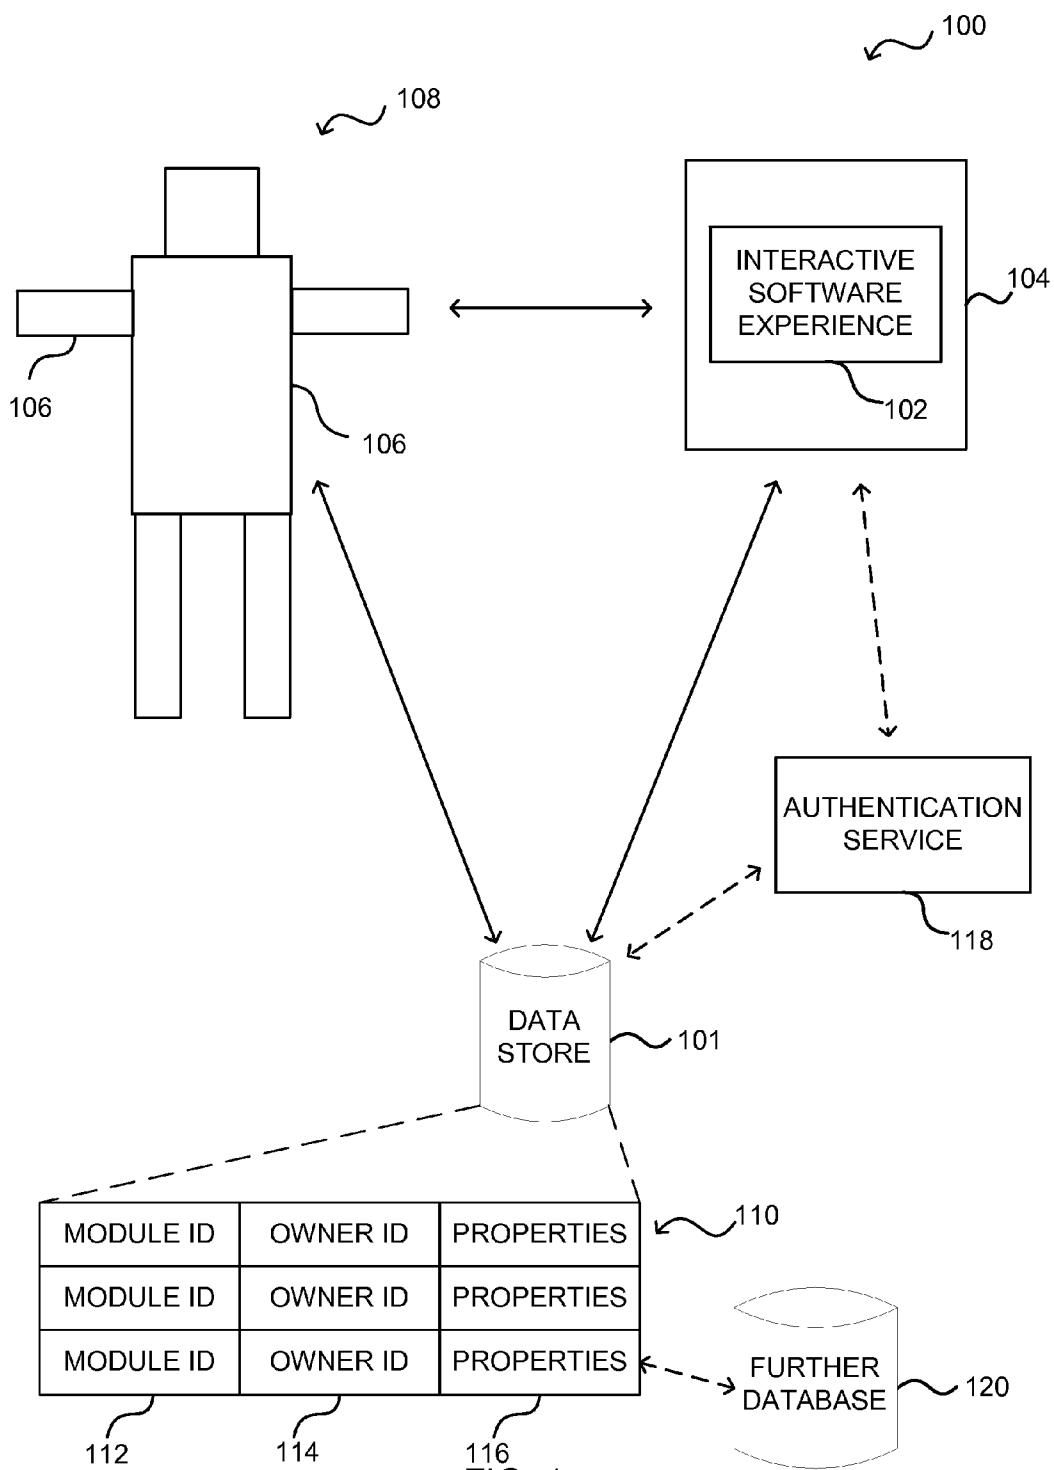 100
108
INTERACTIVE
SOFTWARE
EXPERIENCE
104
102
106
106
AUTHENTICATION
SERVICE
118
DATA
STORE
101
MODULE ID OWNER ID PROPERTIES
110
MODULE ID OWNER ID PROPERTIES
MODULE ID OWNER ID PROPERTIES
FURTHER
DATABASE
120
112 114 116